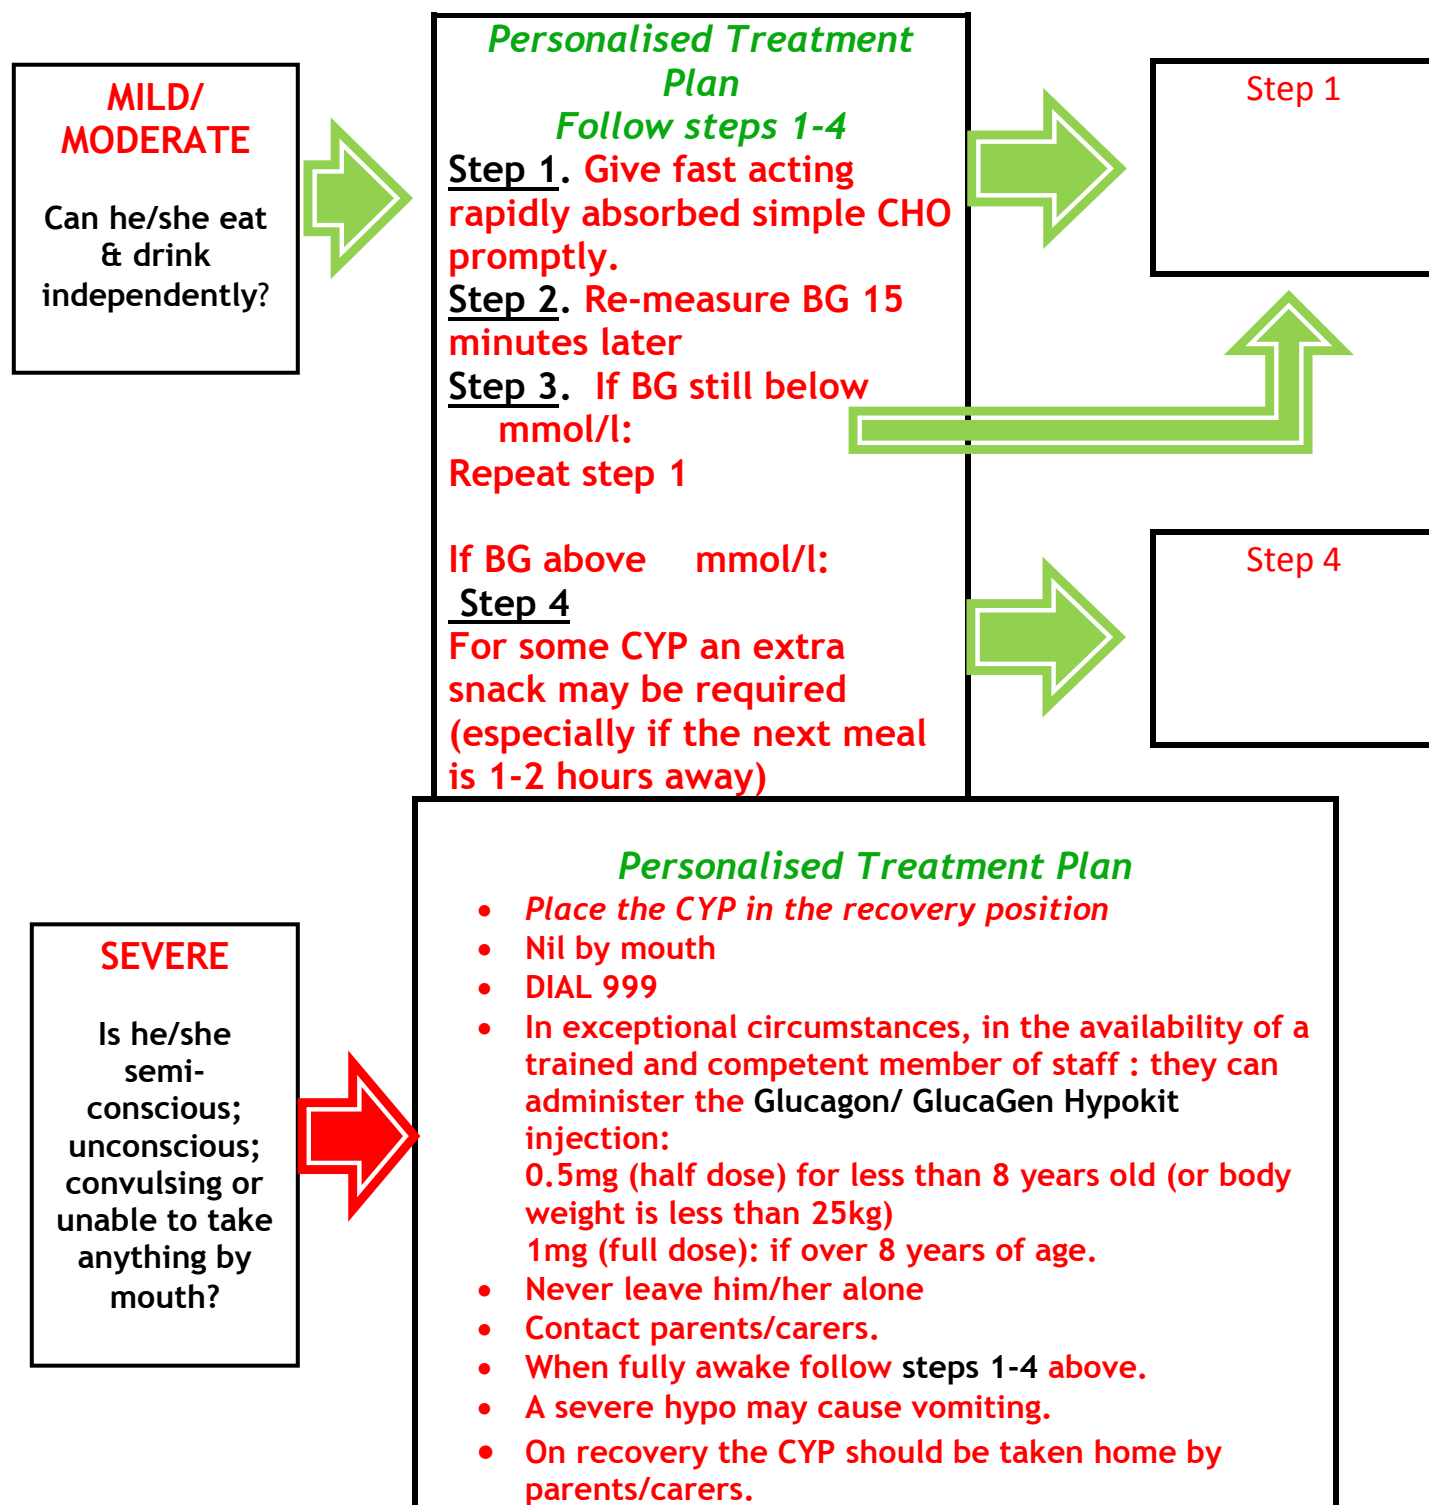 MILD/
MODERATE
Can he/she eat
& drink
independently?
Personalised Treatment
Plan
Follow steps 1-4
Step 1. Give fast acting
rapidly absorbed simple CHO
promptly.
Step 2. Re-measure BG 15
minutes later
Step 3. If BG still below
mmol/l:
Repeat step 1
If BG above mmol/l:
Step 4
For some CYP an extra
snack may be required
(especially if the next meal
is 1-2 hours away)
Step 1
Step 4
SEVERE
Is he/she
semi-
conscious;
unconscious;
convulsing or
unable to take
anything by
mouth?
Personalised Treatment Plan
• Place the CYP in the recovery position
• Nil by mouth
• DIAL 999
• In exceptional circumstances, in the availability of a
trained and competent member of staff : they can
administer the Glucagon/ GlucaGen Hypokit
injection:
0.5mg (half dose) for less than 8 years old (or body
weight is less than 25kg)
1mg (full dose): if over 8 years of age.
• Never leave him/her alone
• Contact parents/carers.
• When fully awake follow steps 1-4 above.
• A severe hypo may cause vomiting.
• On recovery the CYP should be taken home by
parents/carers.